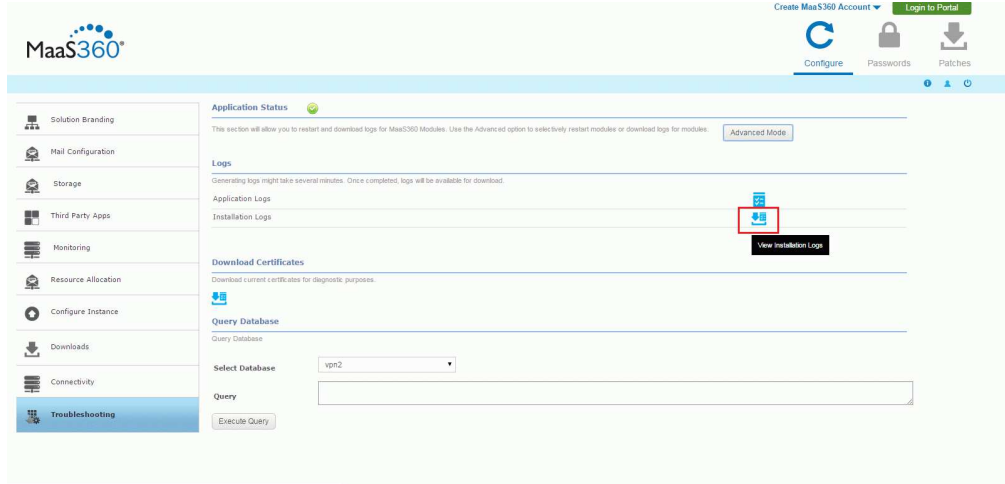 Create MaaS360 Account
Login to Portal
MaaS360®
Configure
Passwords
Patches
Solution Branding
Mail Configuration
Storage
Third Party Apps
Monitoring
Resource Allocation
Configure Instance
Downloads
Connectivity
Troubleshooting
Application Status
This section will allow you to restart and download logs for MaaS360 Modules. Use the Advanced option to selectively restart modules or download logs for modules.
Advanced Mode
Logs
Generating logs might take several minutes. Once completed, logs will be available for download.
Application Logs
Installation Logs
View Installation Logs
Download Certificates
Download current certificates for diagnostic purposes.
Query Database
Query Database
Select Database
vpn2
Query
Execute Query